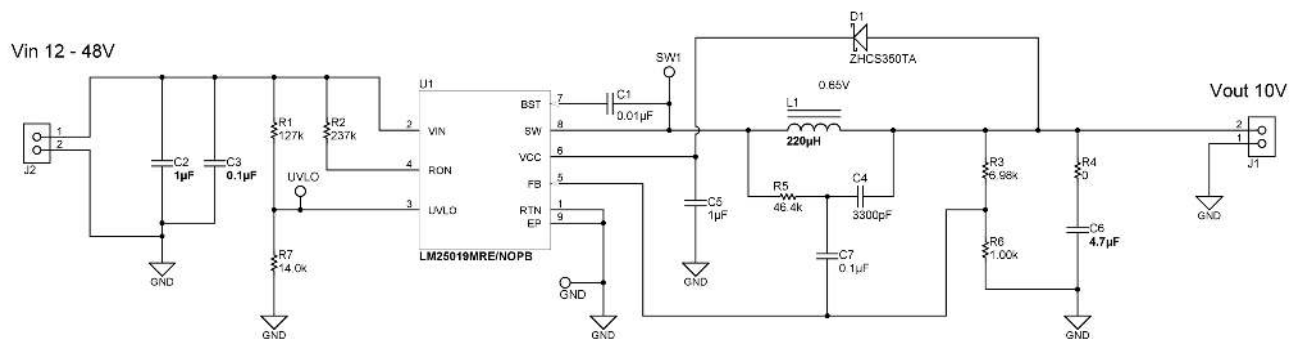 Vin 12 - 48V
J2
1
2
C2
1µF
C3
0.1µF
GND
R1
127k
R2
237k
UVLO
R7
14.0k
GND
U1
2
VIN
4
RON
3
UVLO
BST
7
SW
8
VCC
6
FB
5
RTN
1
EP
9
LM25019MRE/NOPB
GND
GND
C1
0.01µF
SW1
D1
ZHCS350TA
0.65V
L1
220µH
C5
1µF
GND
R5
46.4k
C4
3300pF
C7
0.1µF
R3
6.98k
R6
1.00k
R4
0
C6
4.7µF
GND
Vout 10V
2
1
J1
GND